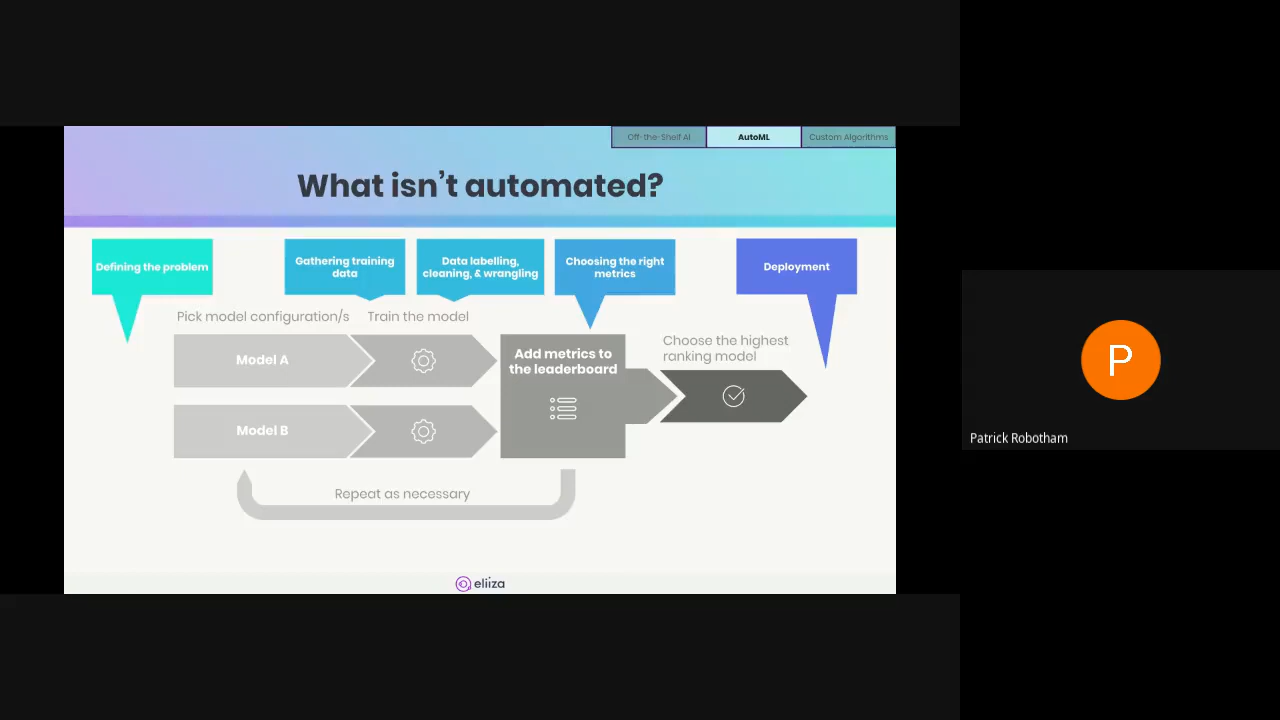 Off-the-Shelf AI
AutoML
Custom Algorithms
What isn't automated?
Defining the problem
Gathering training
data
Data labelling,
cleaning, & wrangling
Choosing the right
metrics
Deployment
Pick model configuration/s
Train the model
Model A
Add metrics to
the leaderboard
Choose the highest
ranking model
Model B
Repeat as necessary
eliiza
P
Patrick Robotham